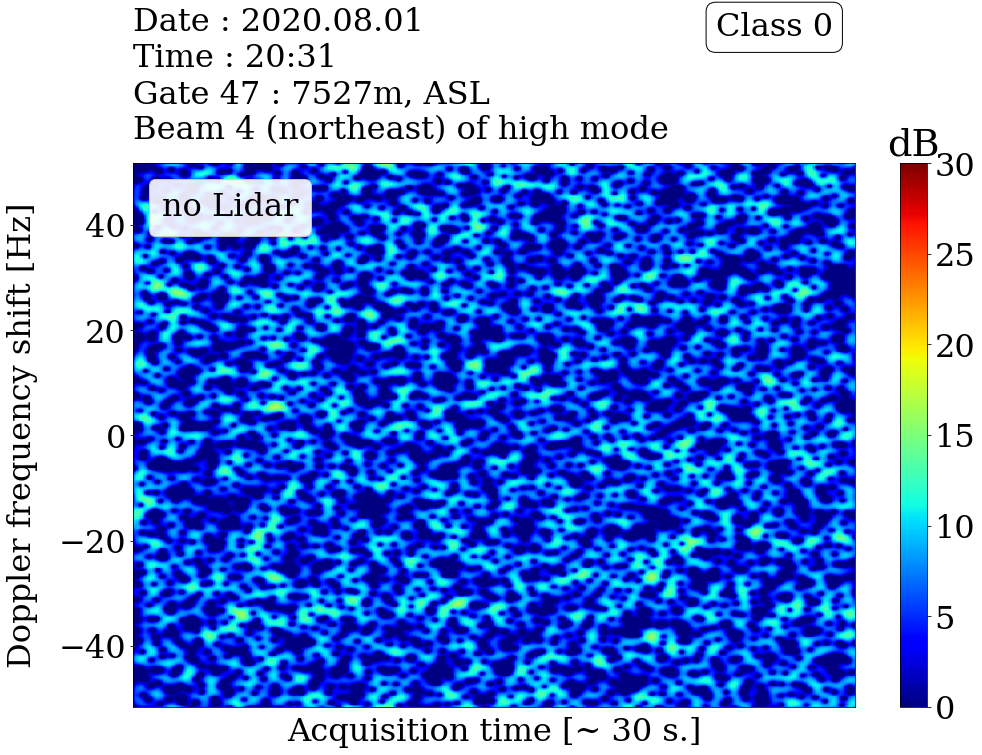 Date : 2020.08.01
Time : 20:31
Gate 47 : 7527m, ASL
Beam 4 (northeast) of high mode
Class 0
dB
no Lidar
Doppler frequency shift [Hz]
40
20
0
−20
−40
Acquisition time [~ 30 s.]
30
25
20
15
10
5
0